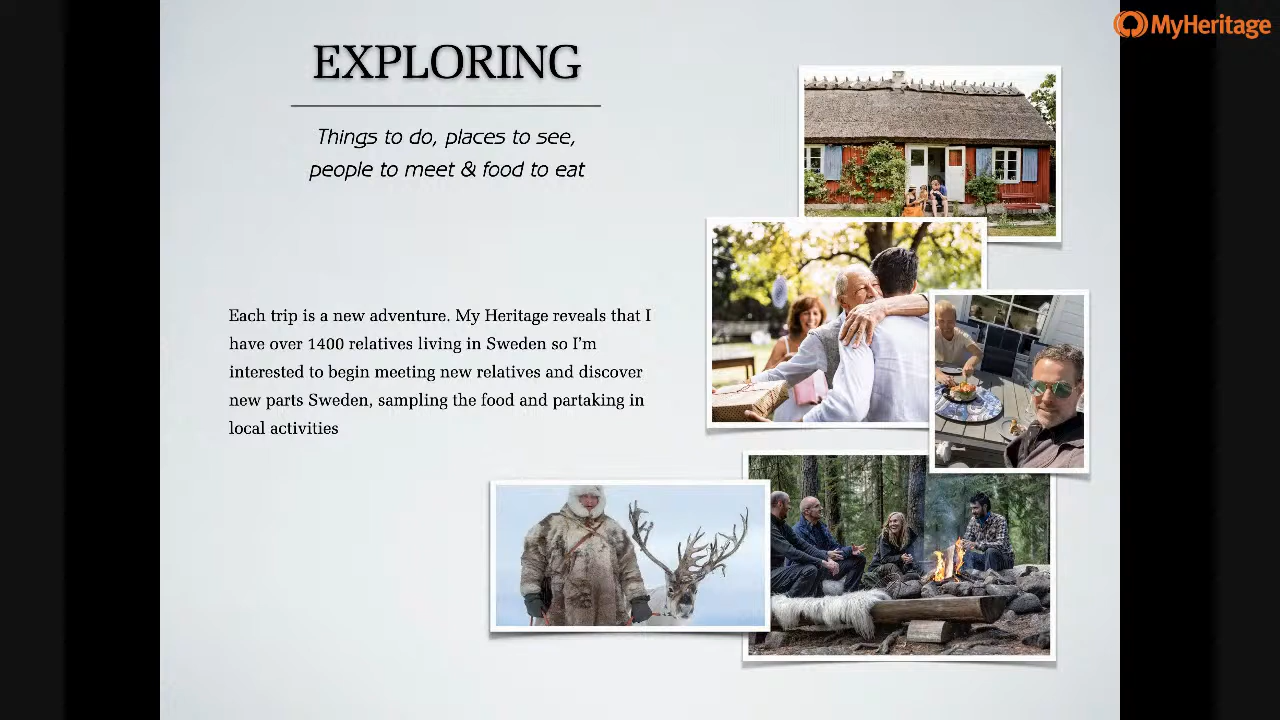 MyHeritage
EXPLORING
Things to do, places to see,
people to meet & food to eat
Each trip is a new adventure. My Heritage reveals that I
have over 1400 relatives living in Sweden so I'm
interested to begin meeting new relatives and discover
new parts Sweden, sampling the food and partaking in
local activities